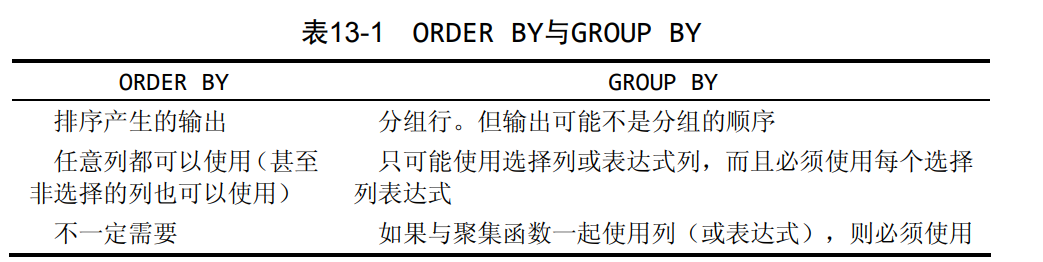 表13-1 ORDER BY与GROUP BY
ORDER BY GROUP BY
排序产生的输出 分组行。但输出可能不是分组的顺序
任意列都可以使用（甚至 只可能使用选择列或表达式列，而且必须使用每个选择
非选择的列也可以使用） 列表达式
不一定需要 如果与聚集函数一起使用列（或表达式），则必须使用